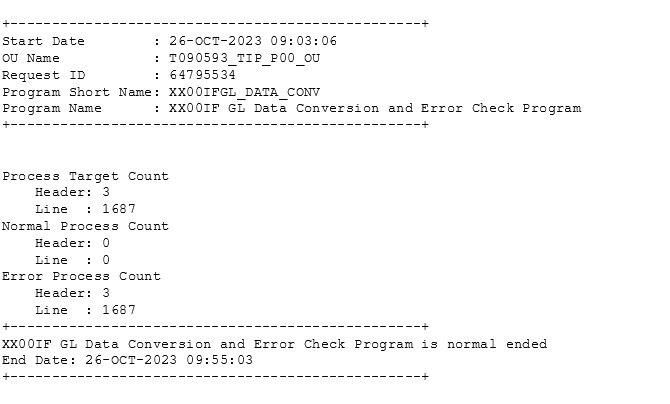 +--------------------------------------------------+
Start Date        : 26-OCT-2023 09:03:06
OU Name           : T090593_TIP_P00_OU
Request ID        : 64795534
Program Short Name: XX00IFGL_DATA_CONV
Program Name      : XX00IF GL Data Conversion and Error Check Program
+--------------------------------------------------+
Process Target Count
    Header: 3
    Line  : 1687
Normal Process Count
    Header: 0
    Line  : 0
Error Process Count
    Header: 3
    Line  : 1687
+--------------------------------------------------+
XX00IF GL Data Conversion and Error Check Program is normal ended
End Date: 26-OCT-2023 09:55:03
+--------------------------------------------------+